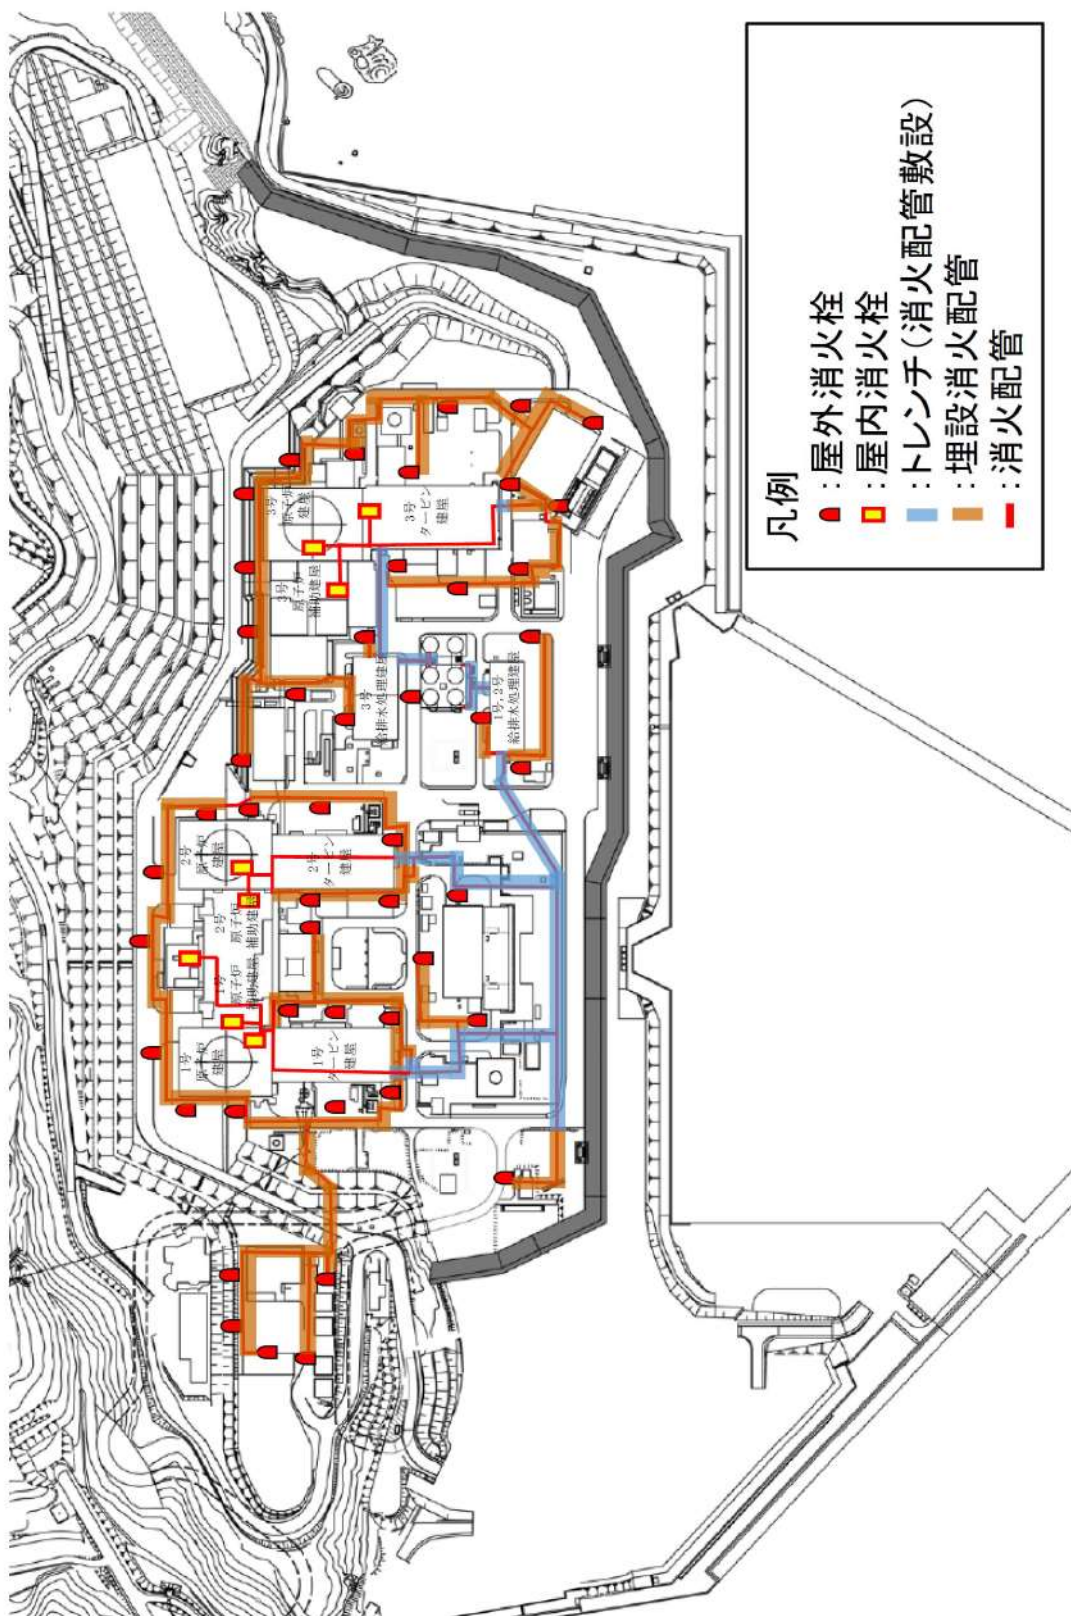 凡例
：屋外消火栓
：屋内消火栓
：トレンチ（消火配管敷設）
：埋設消火配管
：消火配管
1号
原子炉
建屋
1号
原子炉
補助建屋
2号
原子炉
補助建屋
2号
原子炉
建屋
1号
タービン
建屋
2号
タービン
建屋
3号
原子炉
補助建屋
3号
原子炉
建屋
3号
タービン
建屋
3号
給排水処理建屋
1号,2号
給排水処理建屋